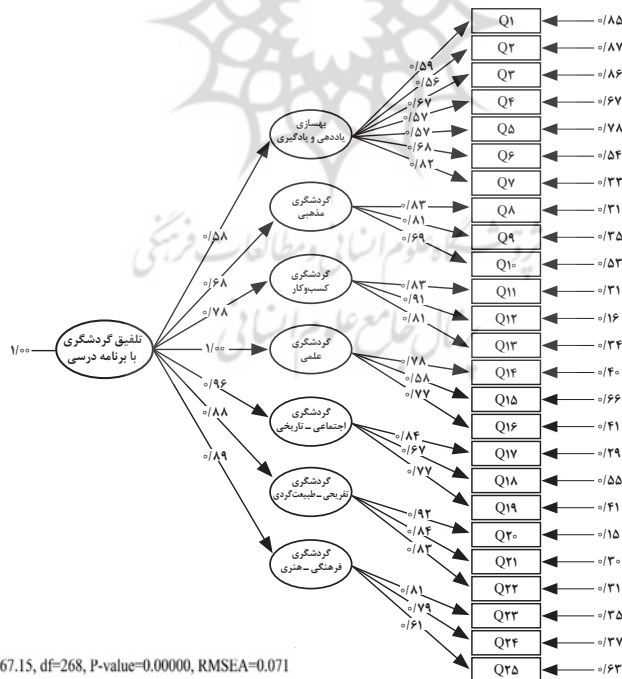 Q۱ ۰/۸۵
Q۲ ۰/۸۷
Q۳ ۰/۸۶
Q۴ ۰/۶۷
Q۵ ۰/۷۸
Q۶ ۰/۵۴
Q۷ ۰/۳۳
Q۸ ۰/۳۱
Q۹ ۰/۳۵
Q۱۰ ۰/۵۳
Q۱۱ ۰/۳۱
Q۱۲ ۰/۱۶
Q۱۳ ۰/۳۴
Q۱۴ ۰/۴۰
Q۱۵ ۰/۶۶
Q۱۶ ۰/۴۱
Q۱۷ ۰/۲۹
Q۱۸ ۰/۵۵
Q۱۹ ۰/۴۱
Q۲۰ ۰/۱۵
Q۲۱ ۰/۳۰
Q۲۲ ۰/۳۱
Q۲۳ ۰/۳۵
Q۲۴ ۰/۳۷
Q۲۵ ۰/۶۳
۰/۵۹
۰/۵۶
۰/۶۷
۰/۵۷
۰/۵۷
۰/۶۸
۰/۸۲
۰/۸۳
۰/۸۱
۰/۶۹
۰/۸۳
۰/۹۱
۰/۸۱
۰/۷۸
۰/۵۸
۰/۷۷
۰/۸۴
۰/۶۷
۰/۷۷
۰/۹۲
۰/۸۴
۰/۸۳
۰/۸۱
۰/۷۹
۰/۶۱
بهسازی
یاددهی و یادگیری
گردشگری
مذهبی
گردشگری
کسب‌وکار
گردشگری
علمی
گردشگری
اجتماعی ـ تاریخی
گردشگری
تفریحی ـ طبیعت‌گردی
گردشگری
فرهنگی ـ هنری
۰/۵۸
۰/۶۸
۰/۷۸
۱/۰۰
۰/۹۶
۰/۸۸
۰/۸۹
تلفیق گردشگری
با برنامه درسی
۱/۰۰
پژوهشگاه علوم انسانی و مطالعات فرهنگی
پرتال جامع علوم انسانی
67.15, df=268, P-value=0.00000, RMSEA=0.071